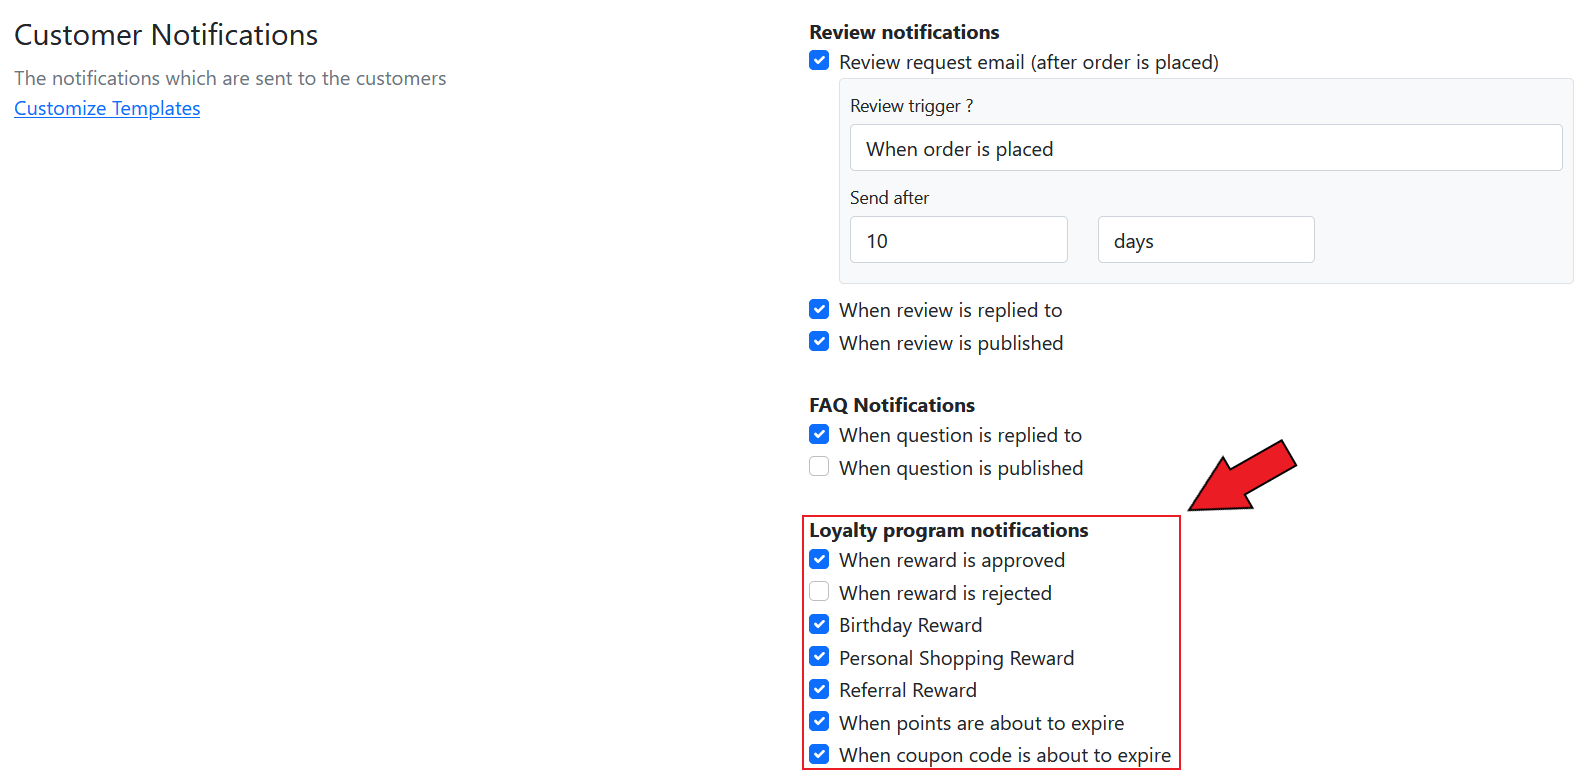 Customer Notifications
The notifications which are sent to the customers
Customize Templates
Review notifications
Review request email (after order is placed)
Review trigger ?
When order is placed
Send after
10
days
When review is replied to
When review is published
FAQ Notifications
When question is replied to
When question is published
Loyalty program notifications
When reward is approved
When reward is rejected
Birthday Reward
Personal Shopping Reward
Referral Reward
When points are about to expire
When coupon code is about to expire